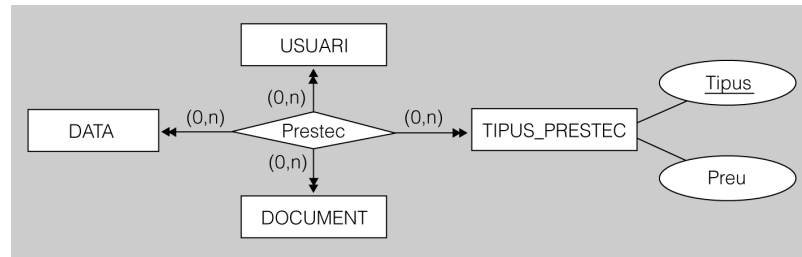 USUARI
Tipus
(0,n)
(0,n)
(0,n)
DATA
Prestec
TIPUS_PRESTEC
(0,n)
Preu
DOCUMENT